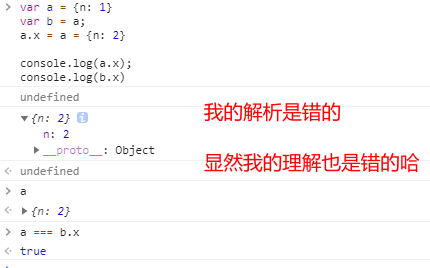 > var a = {n: 1}
var b = a;
a.x = a = {n: 2}
console.log(a.x);
console.log(b.x)
undefined
▼{n: 2} i
n: 2
▶__proto__: Object
我的解析是错的
显然我的理解也是错的哈
<· undefined
> a
<· ▶{n: 2}
> a === b.x
<· true